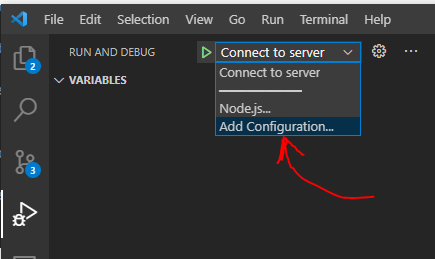 File Edit Selection View Go Run Terminal Help
RUN AND DEBUG
Connect to server
VARIABLES
Connect to server
Node.js...
Add Configuration...
2
3